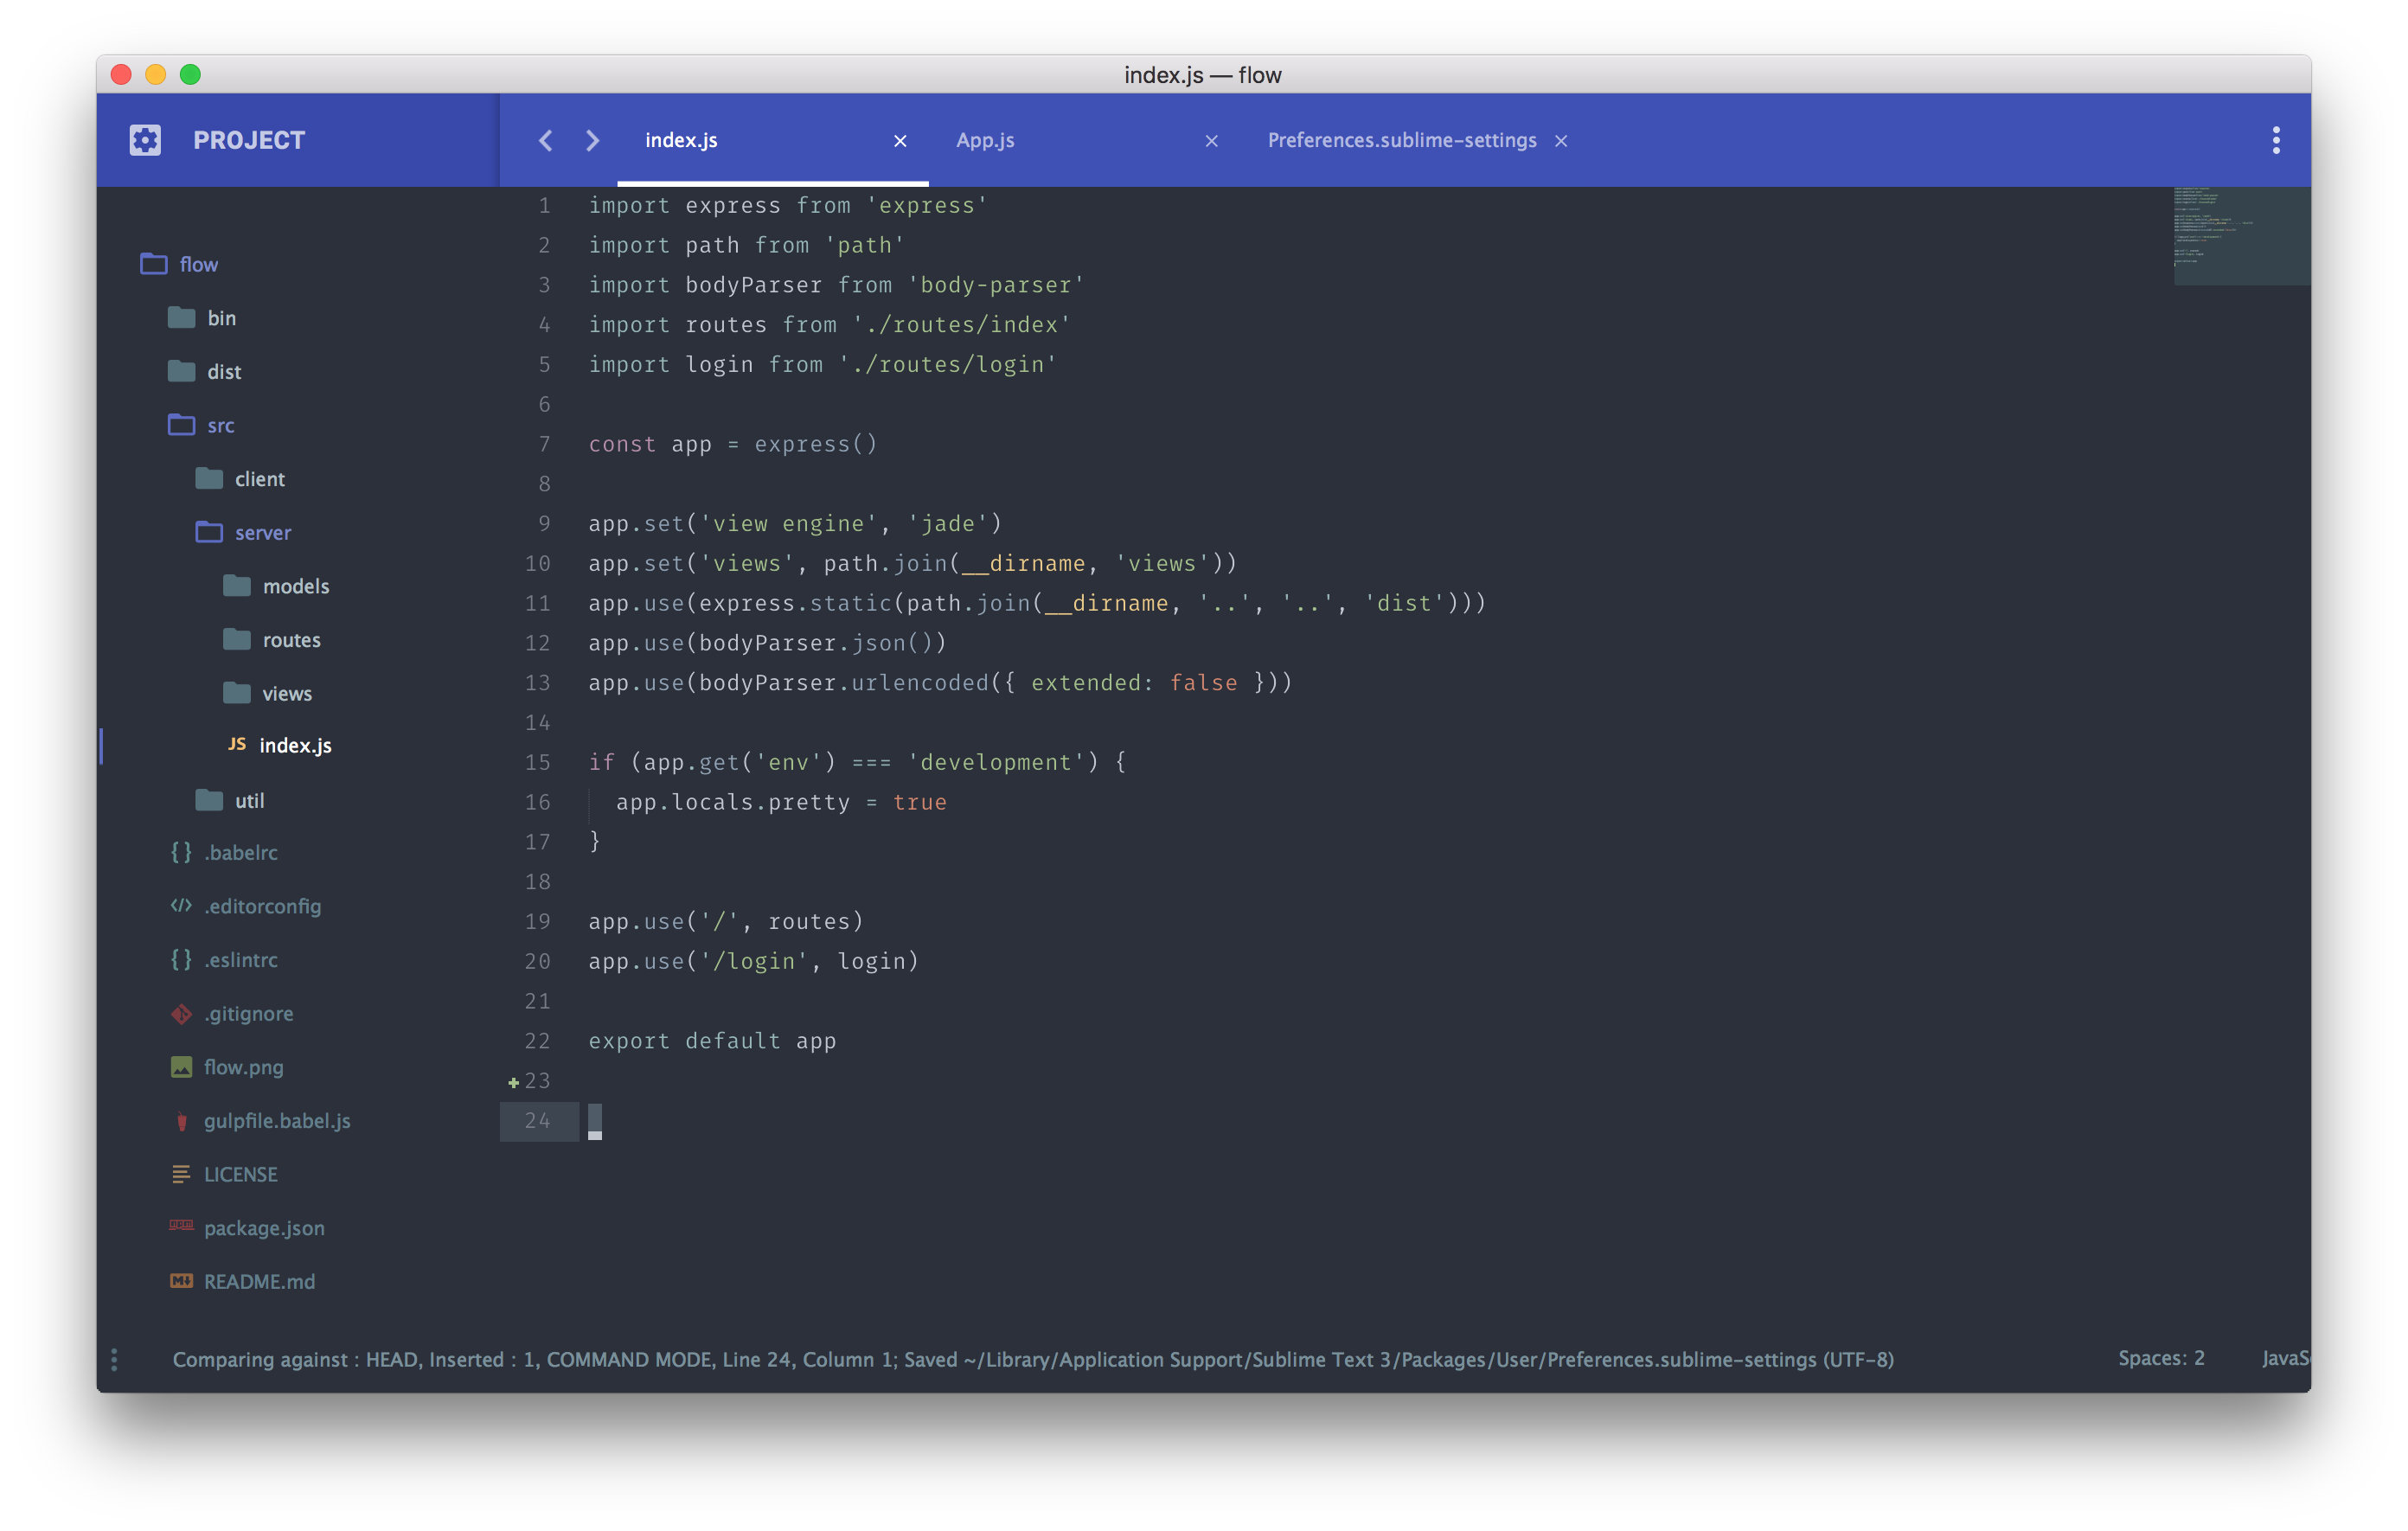 index.js — flow
PROJECT
index.js × App.js × Preferences.sublime-settings ×
flow
bin
dist
src
client
server
models
routes
views
JS index.js
util
{} .babelrc
</> .editorconfig
{} .eslintrc
.gitignore
flow.png
gulpfile.babel.js
LICENSE
package.json
M↓ README.md
1 import express from 'express'
2 import path from 'path'
3 import bodyParser from 'body-parser'
4 import routes from './routes/index'
5 import login from './routes/login'
6
7 const app = express()
8
9 app.set('view engine', 'jade')
10 app.set('views', path.join(__dirname, 'views'))
11 app.use(express.static(path.join(__dirname, '..', '..', 'dist')))
12 app.use(bodyParser.json())
13 app.use(bodyParser.urlencoded({ extended: false }))
14
15 if (app.get('env') === 'development') {
16   app.locals.pretty = true
17 }
18
19 app.use('/', routes)
20 app.use('/login', login)
21
22 export default app
+23
24
Comparing against : HEAD, Inserted : 1, COMMAND MODE, Line 24, Column 1; Saved ~/Library/Application Support/Sublime Text 3/Packages/User/Preferences.sublime-settings (UTF-8)
Spaces: 2
JavaS